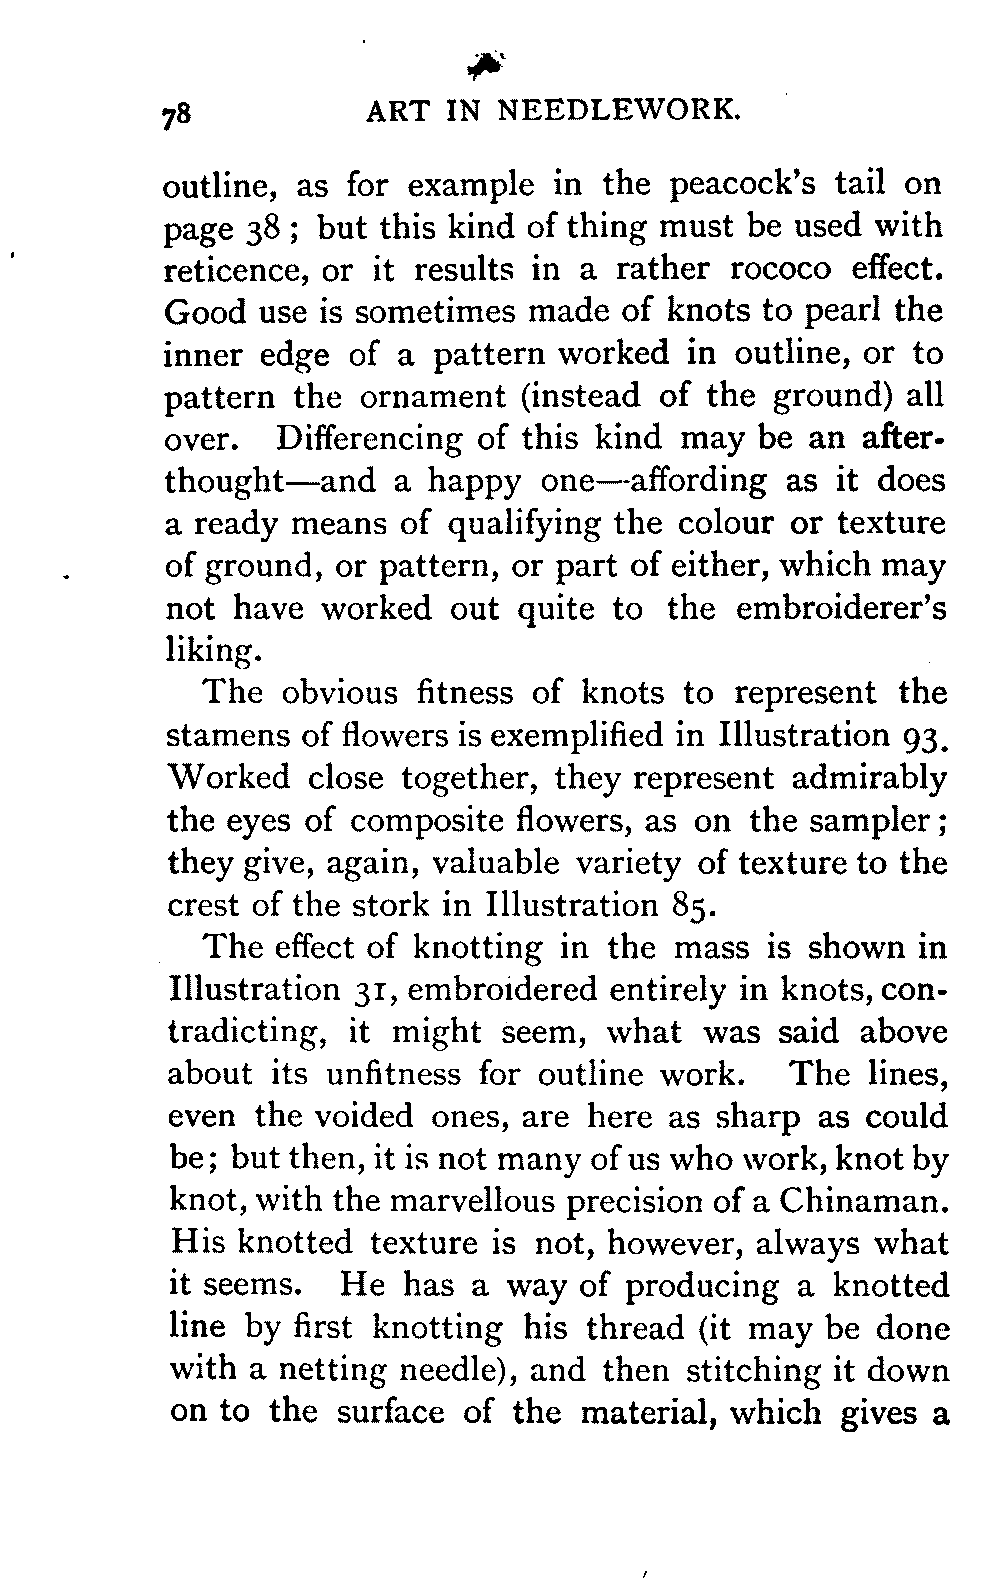 78 ART IN NEEDLEWORK.
outline, as for example in the peacock's tail on
page 38 ; but this kind of thing must be used with
reticence, or it results in a rather rococo effect.
Good use is sometimes made of knots to pearl the
inner edge of a pattern worked in outline, or to
pattern the ornament (instead of the ground) all
over. Differencing of this kind may be an after-
thought—and a happy one—affording as it does
a ready means of qualifying the colour or texture
of ground, or pattern, or part of either, which may
not have worked out quite to the embroiderer's
liking.
The obvious fitness of knots to represent the
stamens of flowers is exemplified in Illustration 93.
Worked close together, they represent admirably
the eyes of composite flowers, as on the sampler ;
they give, again, valuable variety of texture to the
crest of the stork in Illustration 85.
The effect of knotting in the mass is shown in
Illustration 31, embroidered entirely in knots, con-
tradicting, it might seem, what was said above
about its unfitness for outline work. The lines,
even the voided ones, are here as sharp as could
be; but then, it is not many of us who work, knot by
knot, with the marvellous precision of a Chinaman.
His knotted texture is not, however, always what
it seems. He has a way of producing a knotted
line by first knotting his thread (it may be done
with a netting needle), and then stitching it down
on to the surface of the material, which gives a